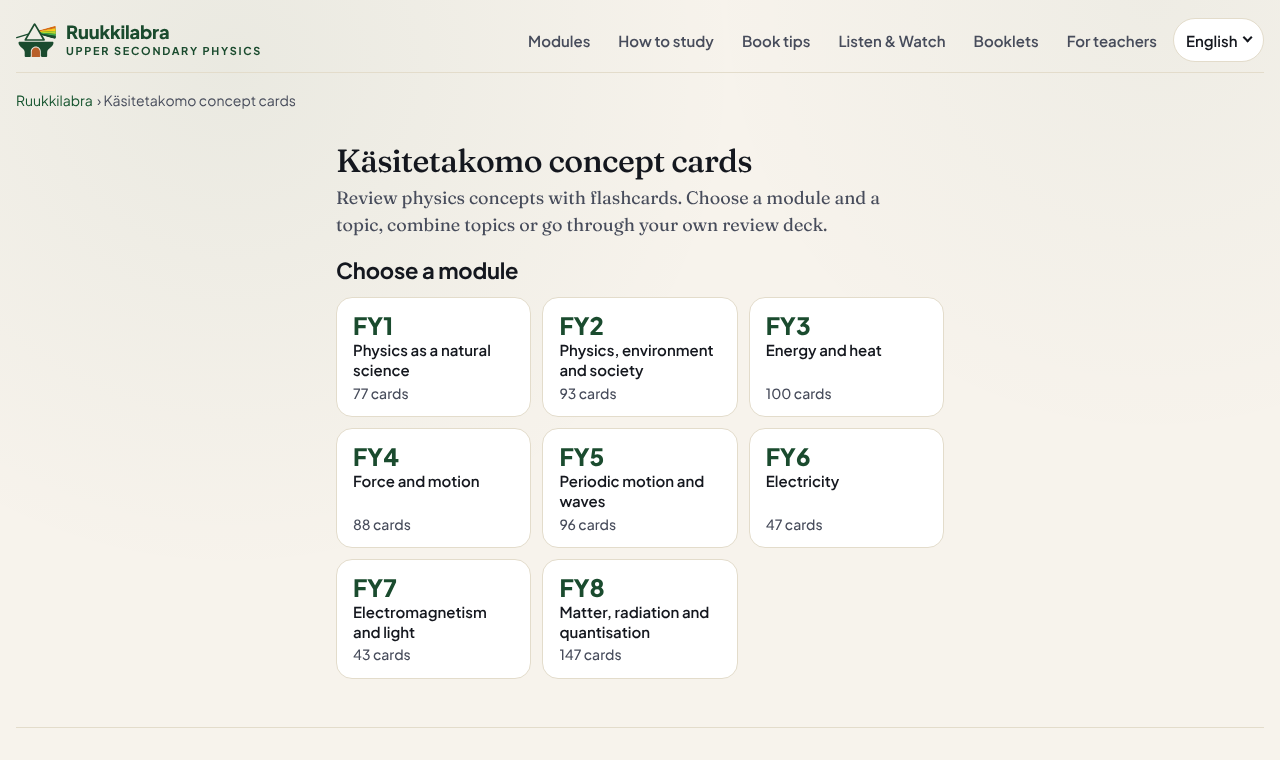 Ruukkilabra
UPPER SECONDARY PHYSICS
Modules
How to study
Book tips
Listen & Watch
Booklets
For teachers
English
Ruukkilabra › Käsitetakomo concept cards
Käsitetakomo concept cards
Review physics concepts with flashcards. Choose a module and a
topic, combine topics or go through your own review deck.
Choose a module
FY1
Physics as a natural
science
77 cards
FY2
Physics, environment
and society
93 cards
FY3
Energy and heat
100 cards
FY4
Force and motion
88 cards
FY5
Periodic motion and
waves
96 cards
FY6
Electricity
47 cards
FY7
Electromagnetism
and light
43 cards
FY8
Matter, radiation and
quantisation
147 cards